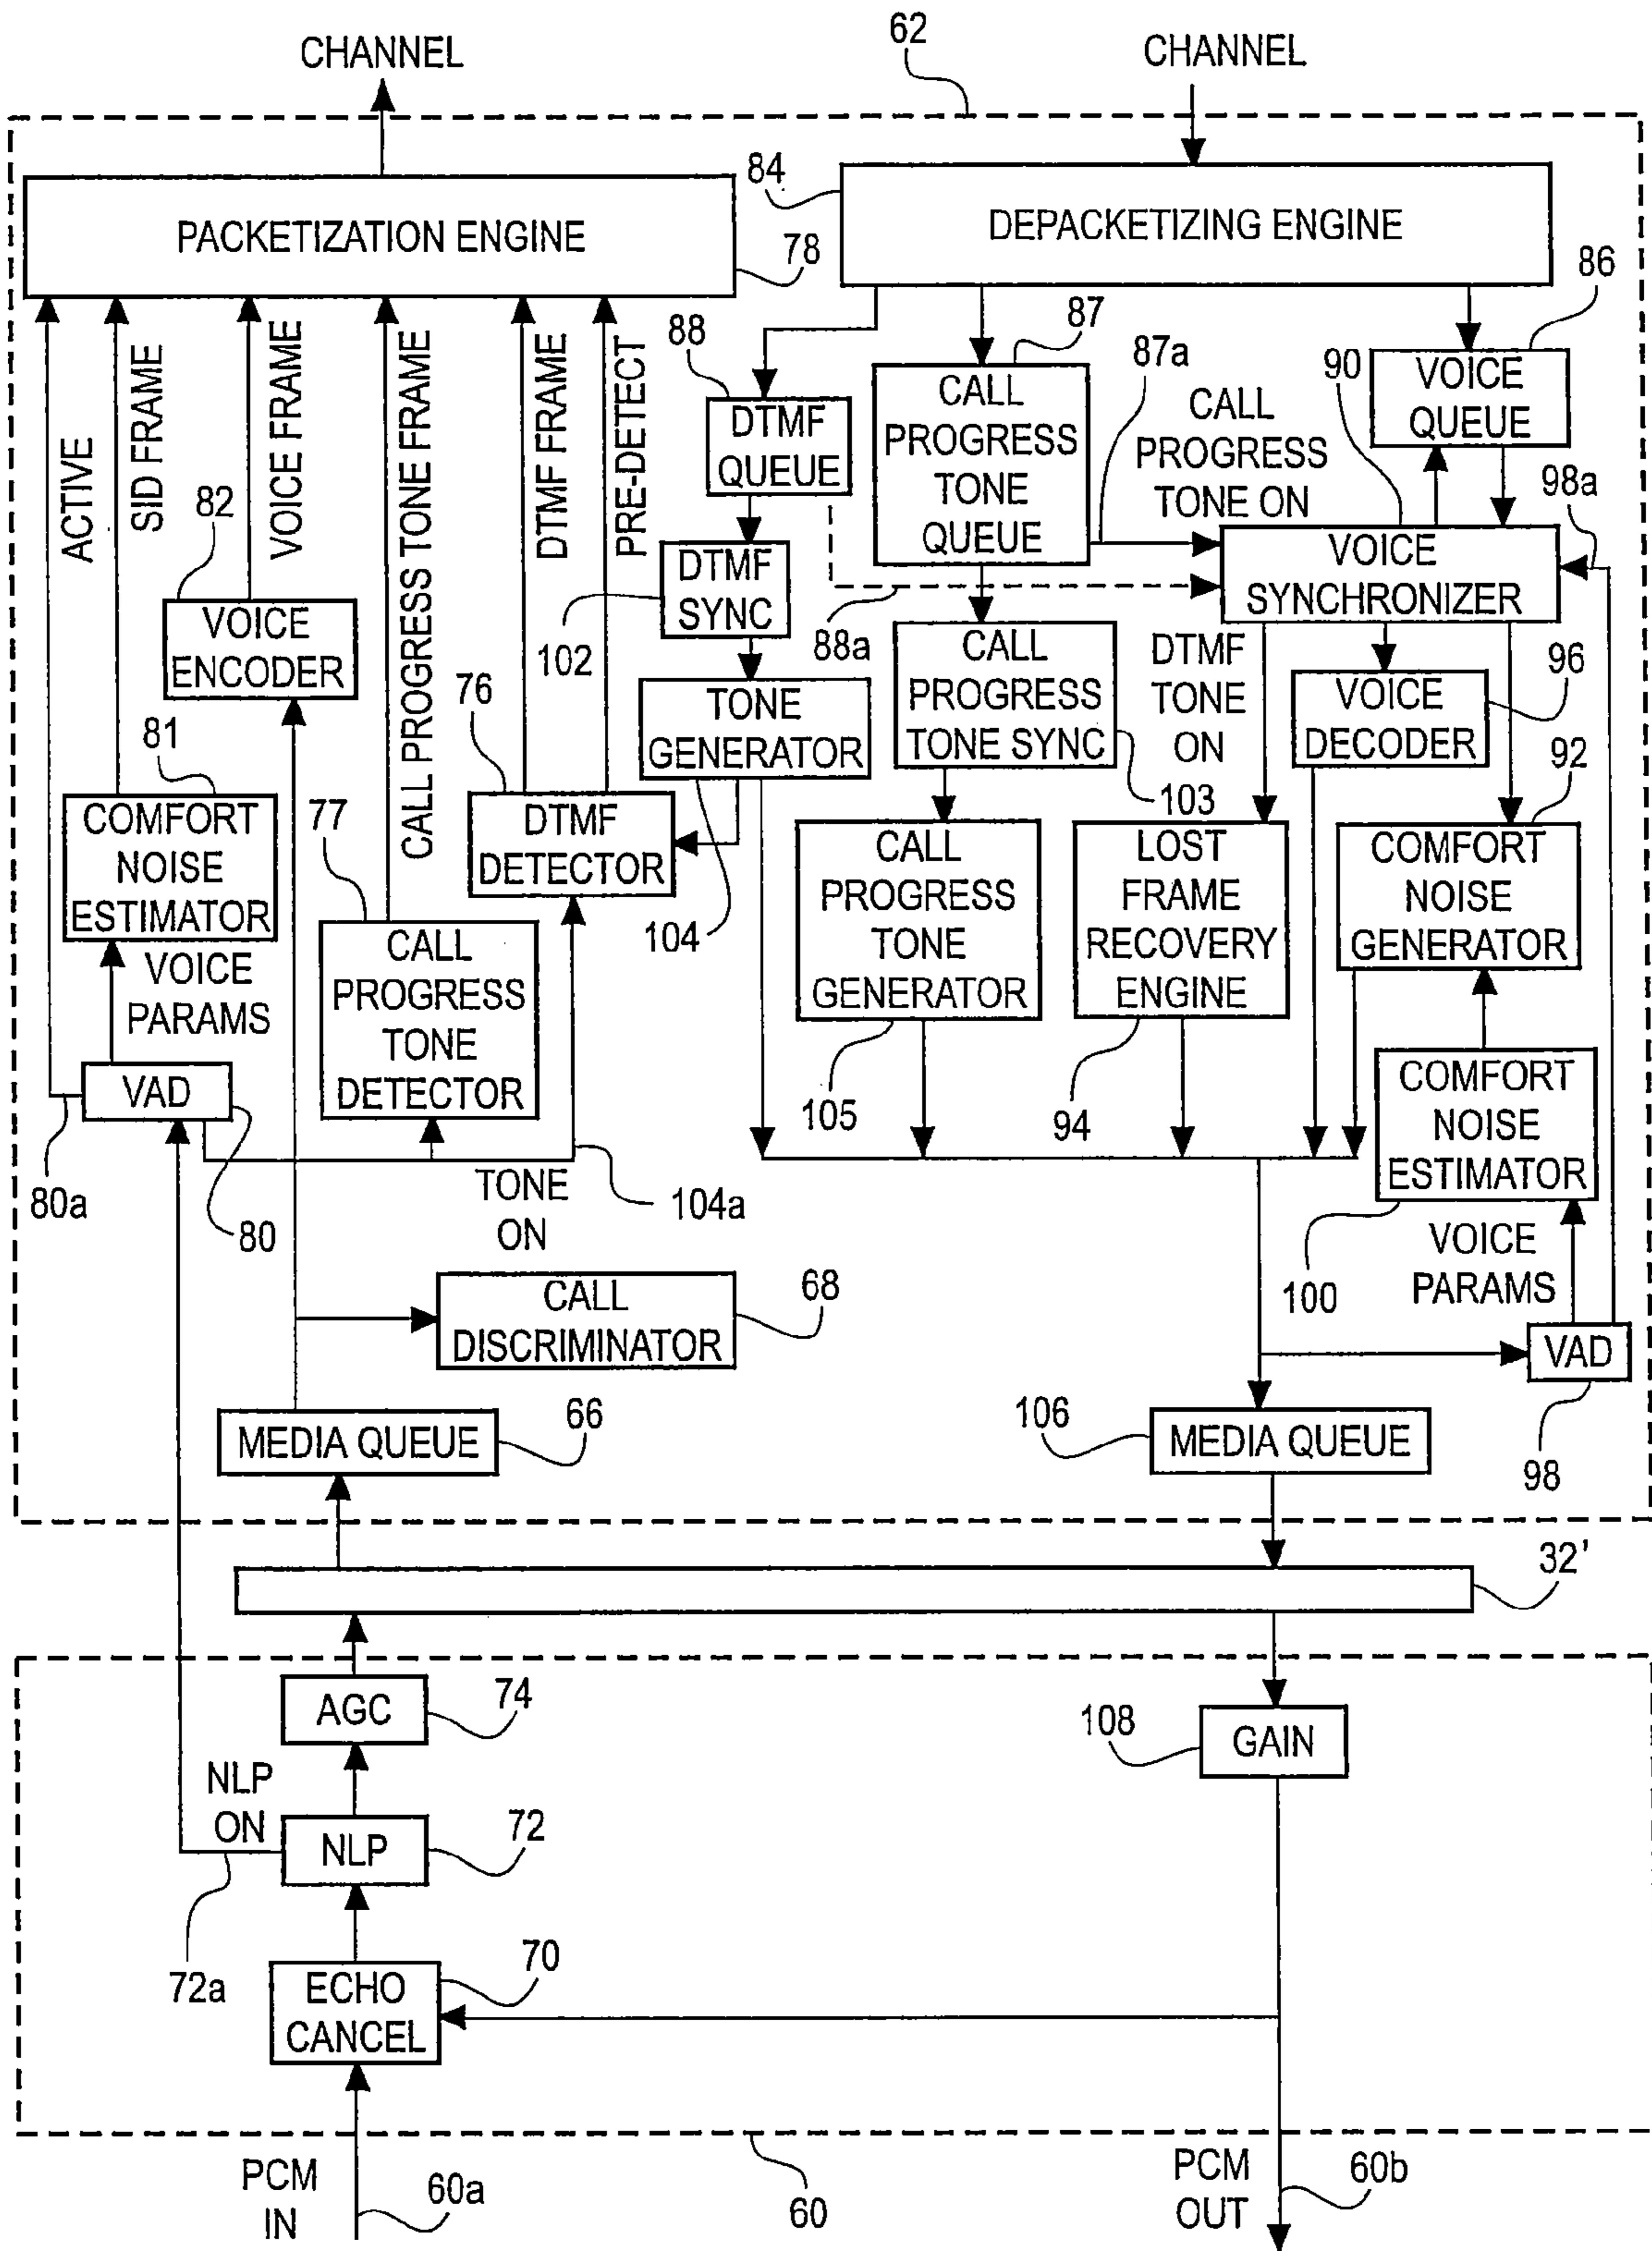 CHANNEL
62
CHANNEL
84
PACKETIZATION ENGINE
78
DEPACKETIZING ENGINE
86
ACTIVE
SID FRAME
VOICE FRAME
CALL PROGRESS TONE FRAME
DTMF FRAME
PRE-DETECT
88
DTMF
QUEUE
87
CALL
PROGRESS
TONE
QUEUE
87a
CALL
PROGRESS
TONE ON
90
VOICE
QUEUE
98a
82
VOICE
ENCODER
DTMF
SYNC
102
88a
VOICE
SYNCHRONIZER
CALL
PROGRESS
TONE SYNC
103
DTMF
TONE
ON
VOICE
DECODER
96
92
81
COMFORT
NOISE
ESTIMATOR
76
TONE
GENERATOR
77
DTMF
DETECTOR
104
CALL
PROGRESS
TONE
GENERATOR
105
LOST
FRAME
RECOVERY
ENGINE
94
COMFORT
NOISE
GENERATOR
VOICE
PARAMS
CALL
PROGRESS
TONE
DETECTOR
VAD
80a
80
TONE
ON
104a
COMFORT
NOISE
ESTIMATOR
100
VOICE
PARAMS
CALL
DISCRIMINATOR
68
VAD
98
MEDIA QUEUE
66
106
MEDIA QUEUE
32'
AGC
74
108
GAIN
NLP
ON
NLP
72
72a
ECHO
CANCEL
70
PCM
IN
60a
60
PCM
OUT
60b